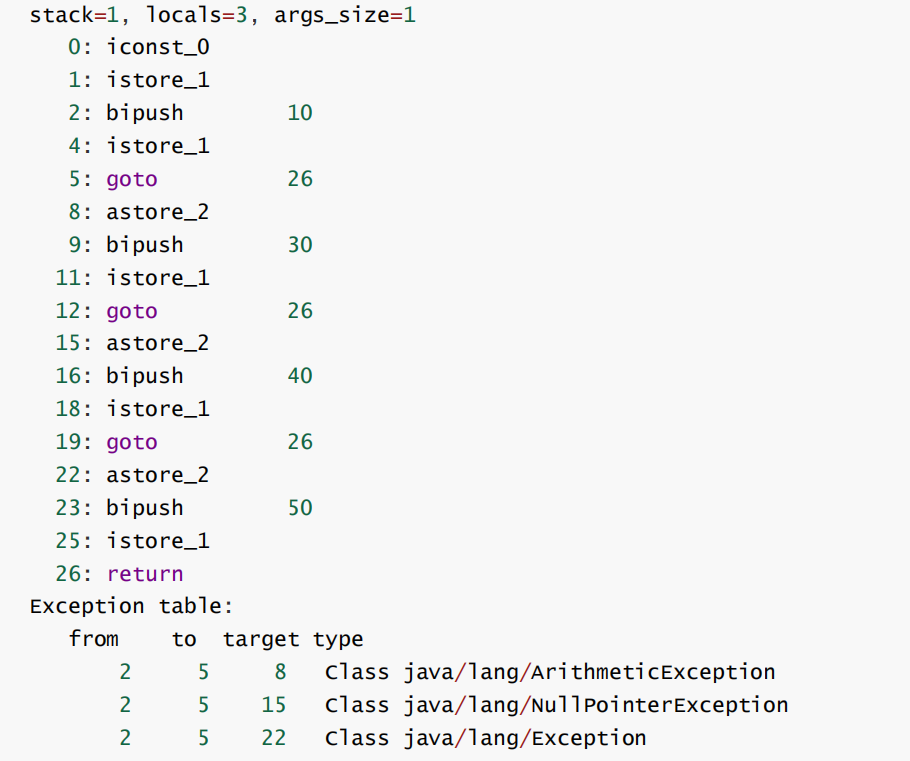 stack=1, locals=3, args_size=1
0: iconst_0
1: istore_1
2: bipush 10
4: istore_1
5: goto 26
8: astore_2
9: bipush 30
11: istore_1
12: goto 26
15: astore_2
16: bipush 40
18: istore_1
19: goto 26
22: astore_2
23: bipush 50
25: istore_1
26: return
Exception table:
from to target type
2 5 8 Class java/lang/ArithmeticException
2 5 15 Class java/lang/NullPointerException
2 5 22 Class java/lang/Exception